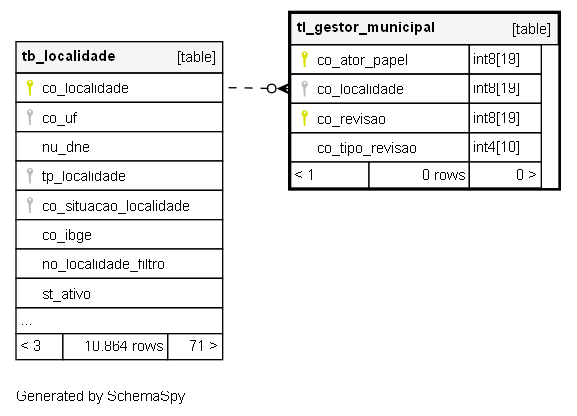 tb_localidade [table]
co_localidade
co_uf
nu_dne
tp_localidade
co_situacao_localidade
co_ibge
no_localidade_filtro
st_ativo
...
< 3 10.864 rows 71 >
tl_gestor_municipal [table]
co_ator_papel int8[19]
co_localidade int8[19]
co_revisao int8[19]
co_tipo_revisao int4[10]
< 1 0 rows 0 >
Generated by SchemaSpy